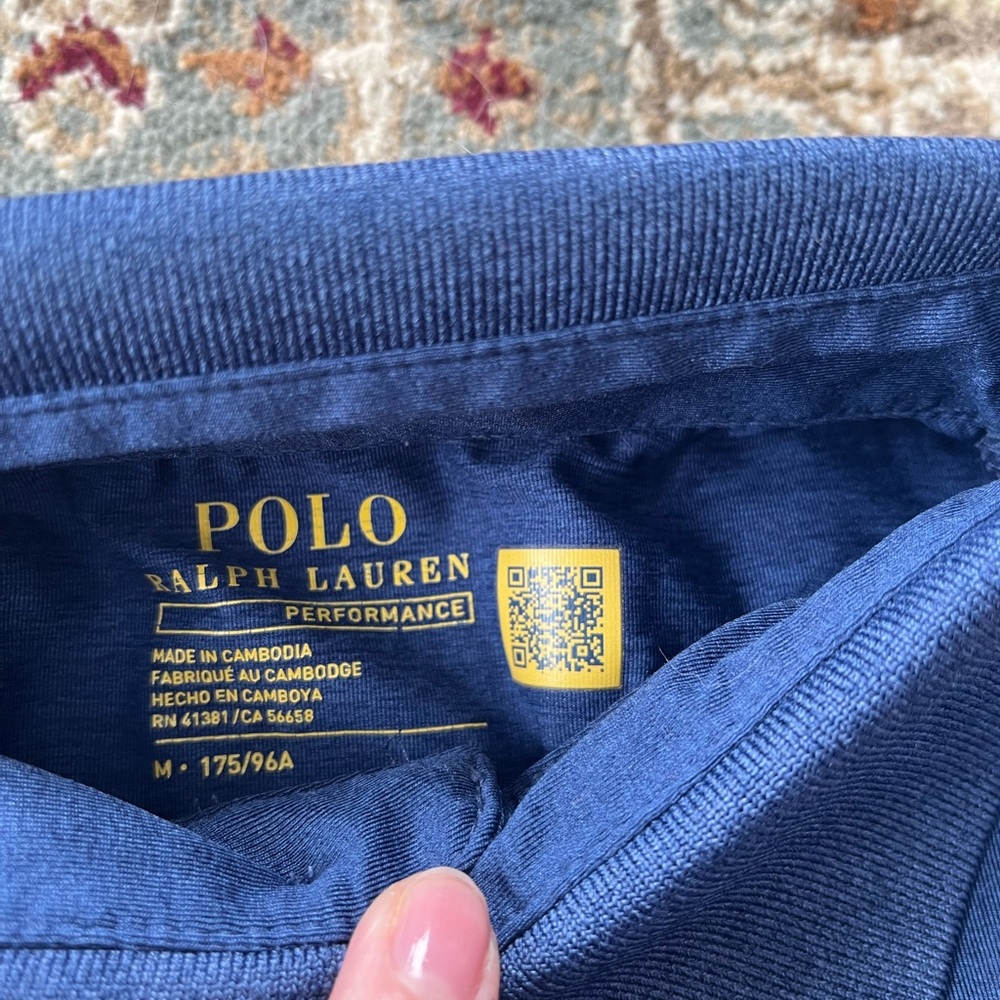 POLO
RALPH LAUREN
PERFORMANCE
MADE IN CAMBODIA
FABRIQUÉ AU CAMBODGE
HECHO EN CAMBOYA
RN 41381/CA 56658
M • 175/96A